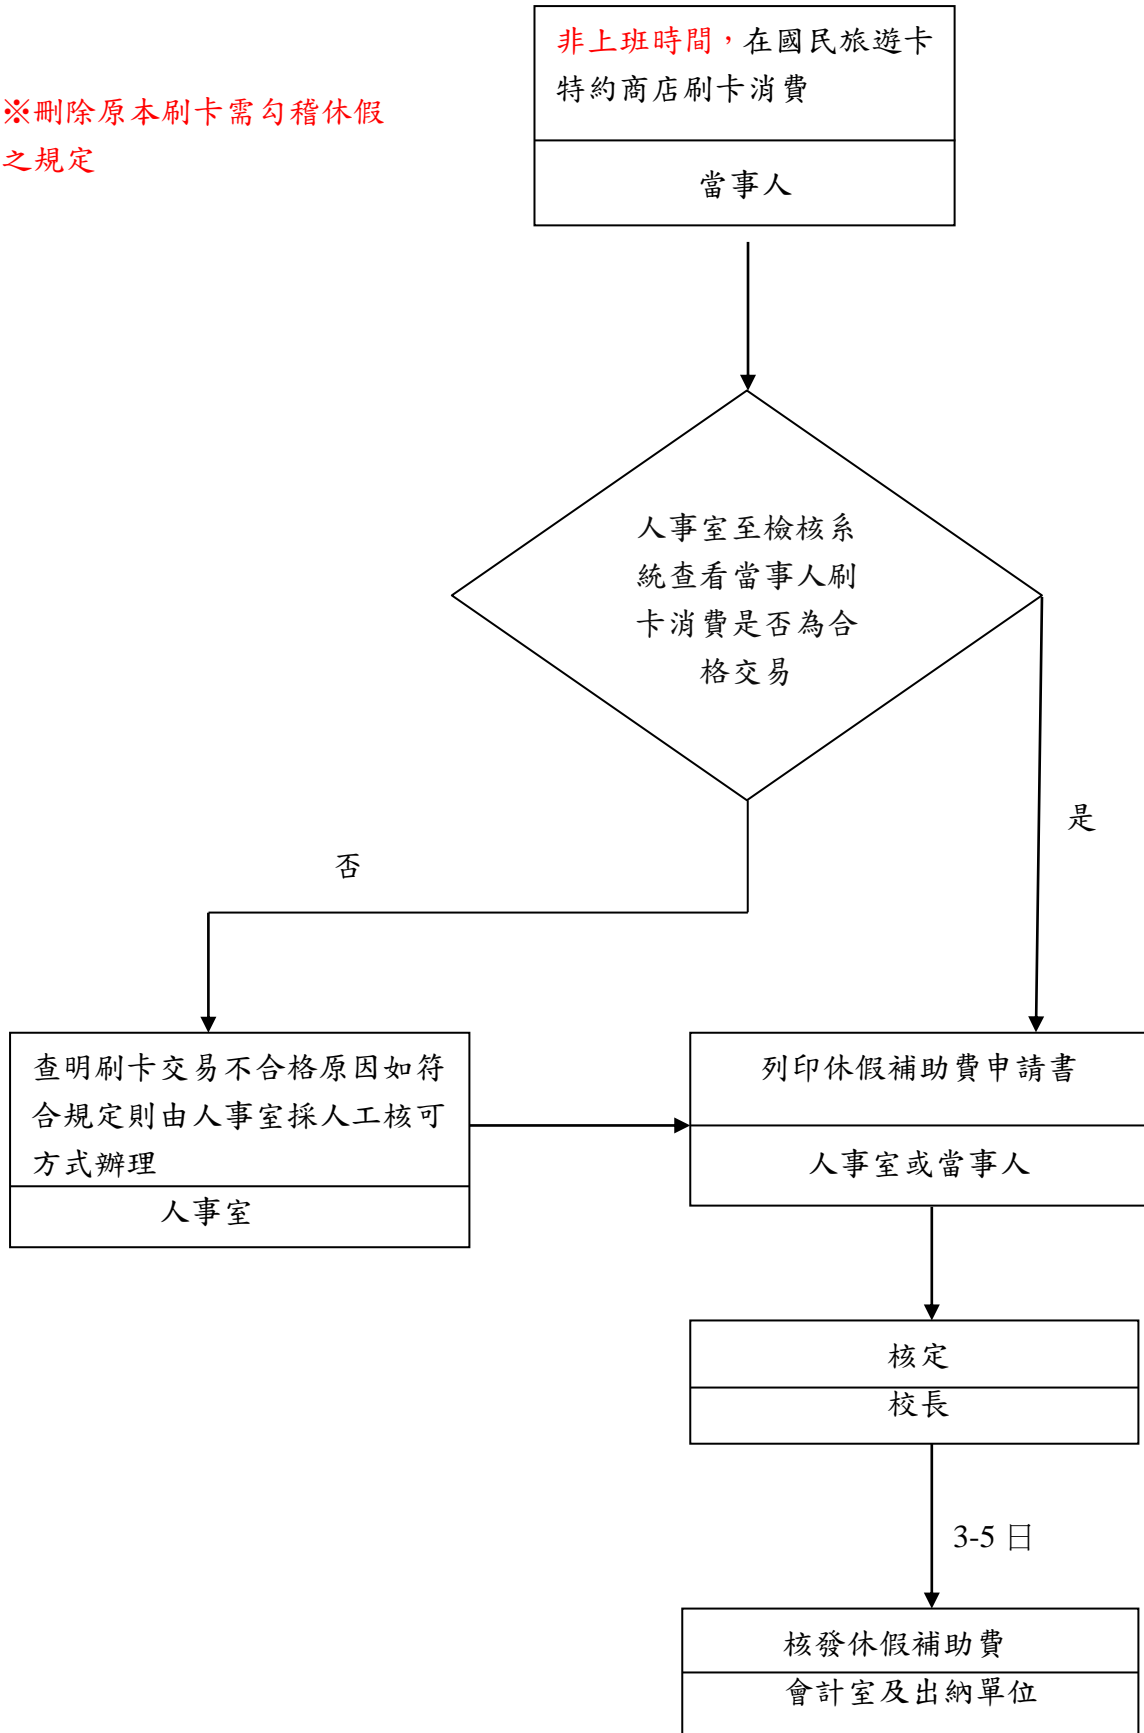 非上班時間，在國民旅遊卡
特約商店刷卡消費
當事人
※刪除原本刷卡需勾稽休假
之規定
人事室至檢核系
統查看當事人刷
卡消費是否為合
格交易
是
否
查明刷卡交易不合格原因如符
合規定則由人事室採人工核可
方式辦理
人事室
列印休假補助費申請書
人事室或當事人
核定
校長
3-5 日
核發休假補助費
會計室及出納單位